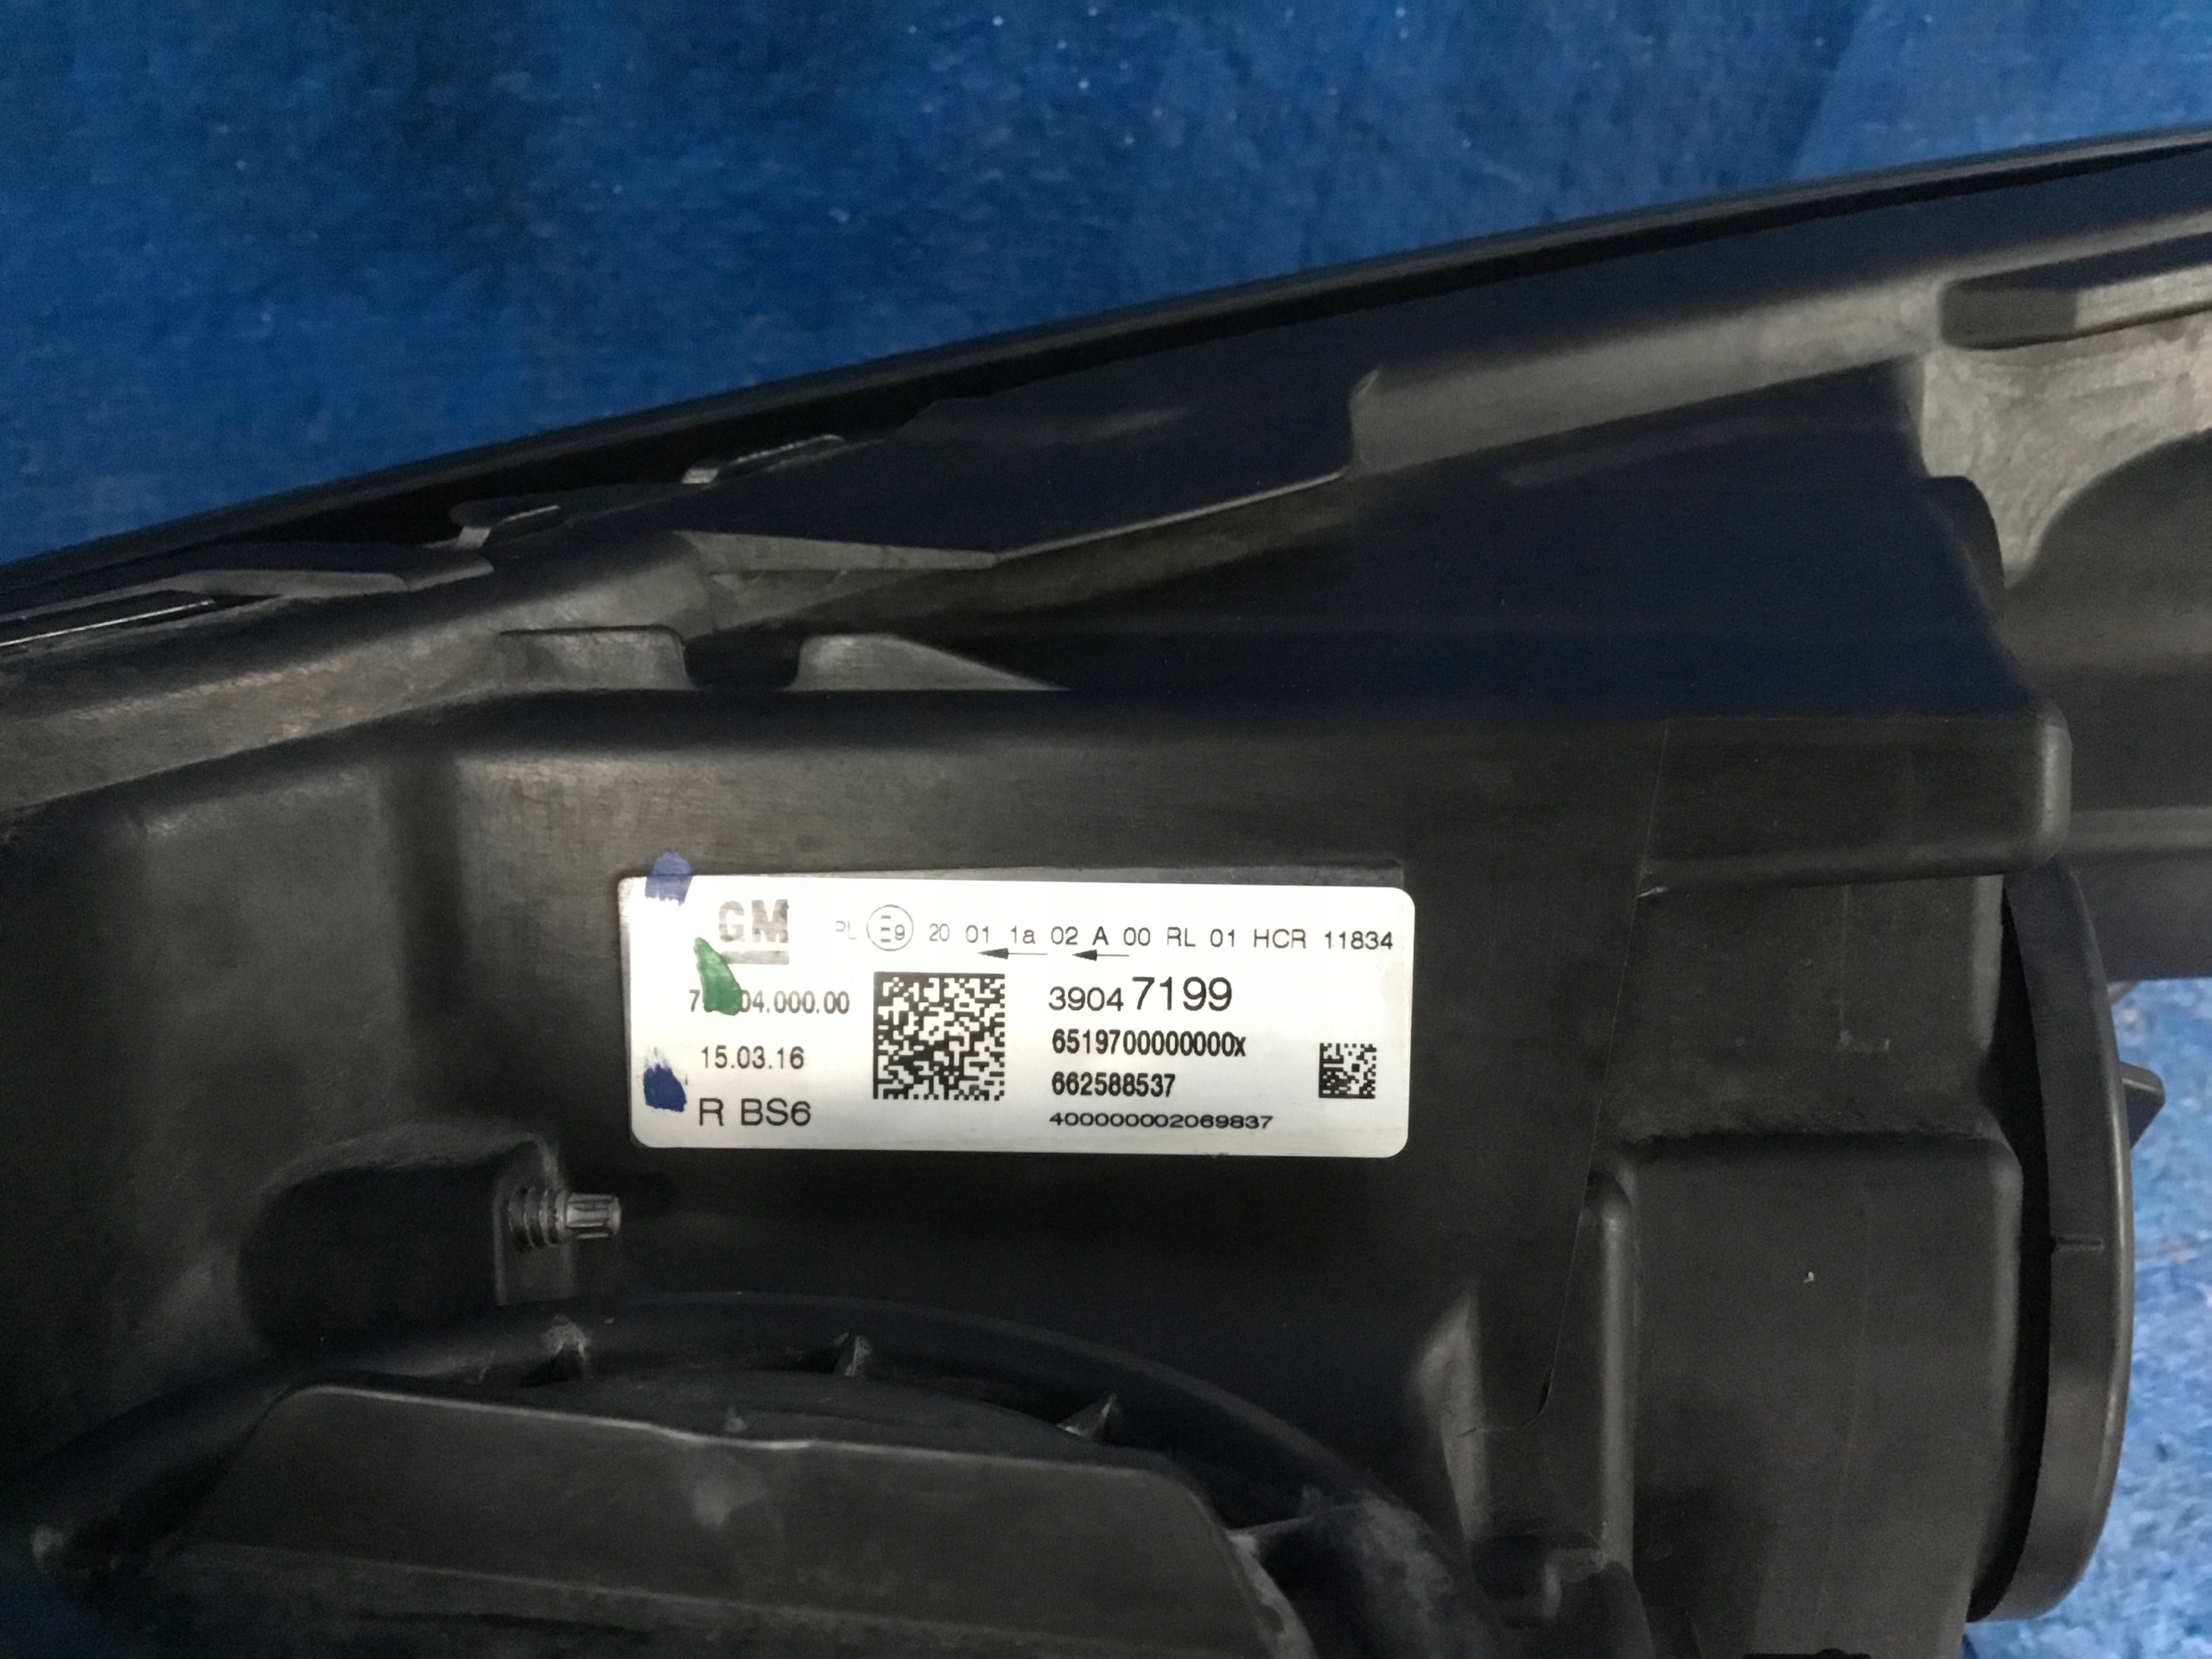 GM
PL E9 20 01 1a 02 A 00 RL 01 HCR 11834
04.000.00
39047199
6519700000000x
15.03.16
662588537
R BS6
400000002069837